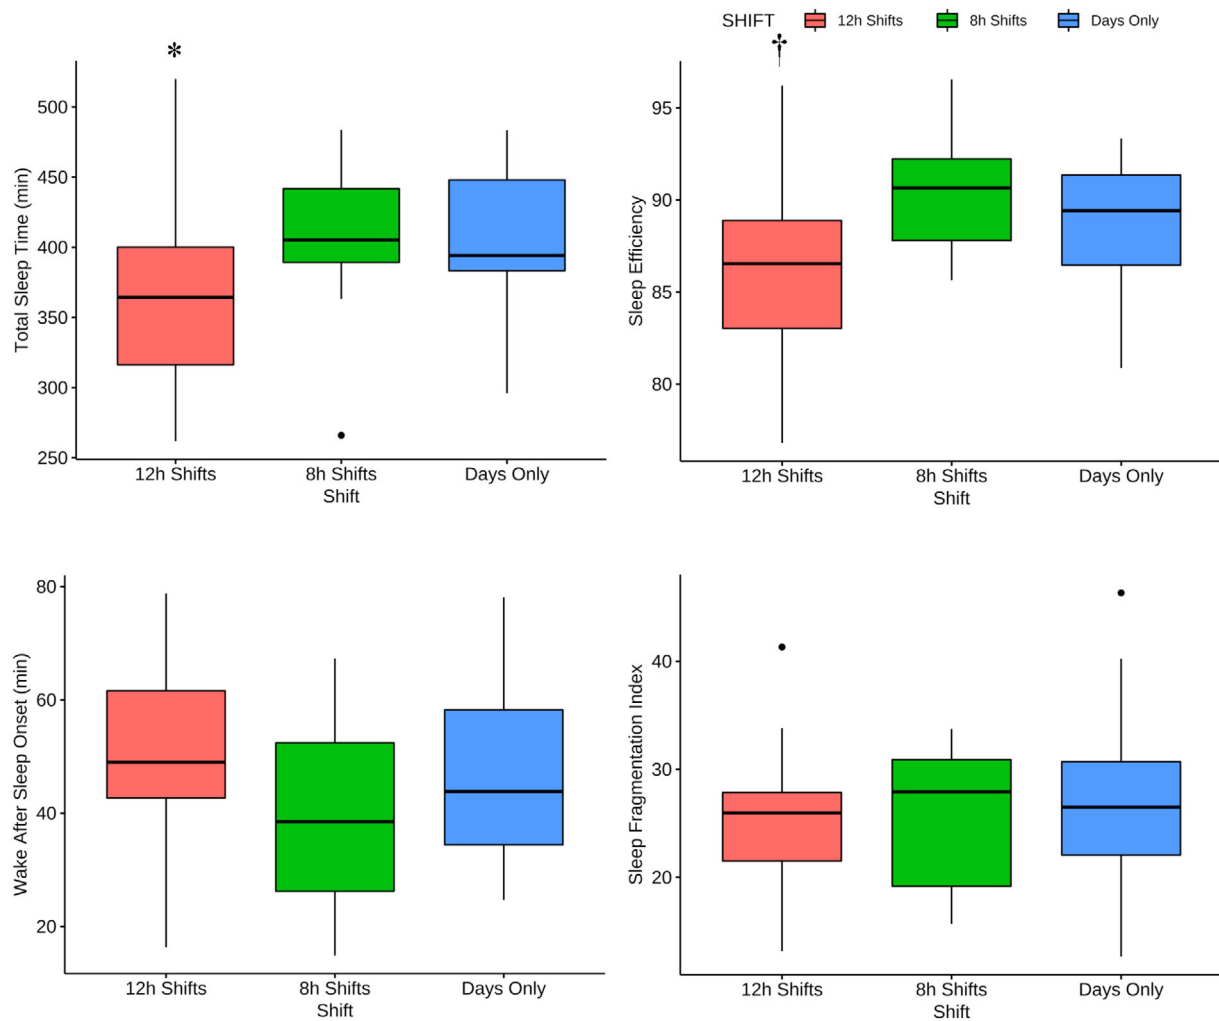 SHIFT 12h Shifts 8h Shifts Days Only
*
†
Total Sleep Time (min)
500
450
400
350
300
250
12h Shifts 8h Shifts Days Only
Shift
Sleep Efficiency
95
90
85
80
12h Shifts 8h Shifts Days Only
Shift
Wake After Sleep Onset (min)
80
60
40
20
12h Shifts 8h Shifts Days Only
Shift
Sleep Fragmentation Index
40
30
20
12h Shifts 8h Shifts Days Only
Shift